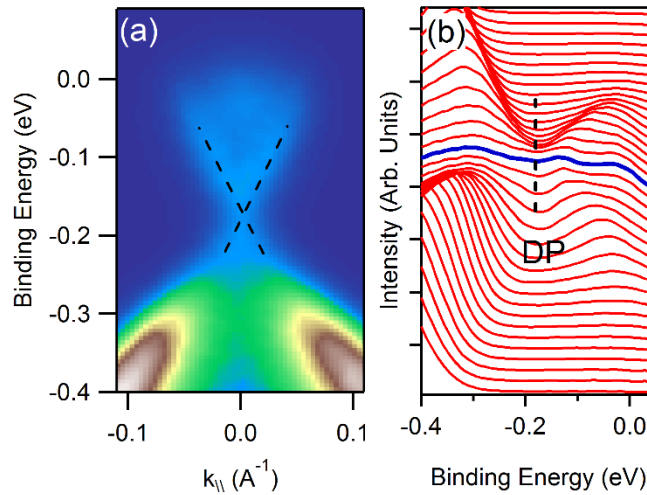 (a)
Binding Energy (eV)
0.0
-0.1
-0.2
-0.3
-0.4
-0.1
0.0
0.1
k|| (A-1)
(b)
Intensity (Arb. Units)
DP
-0.4
-0.2
0.0
Binding Energy (eV)